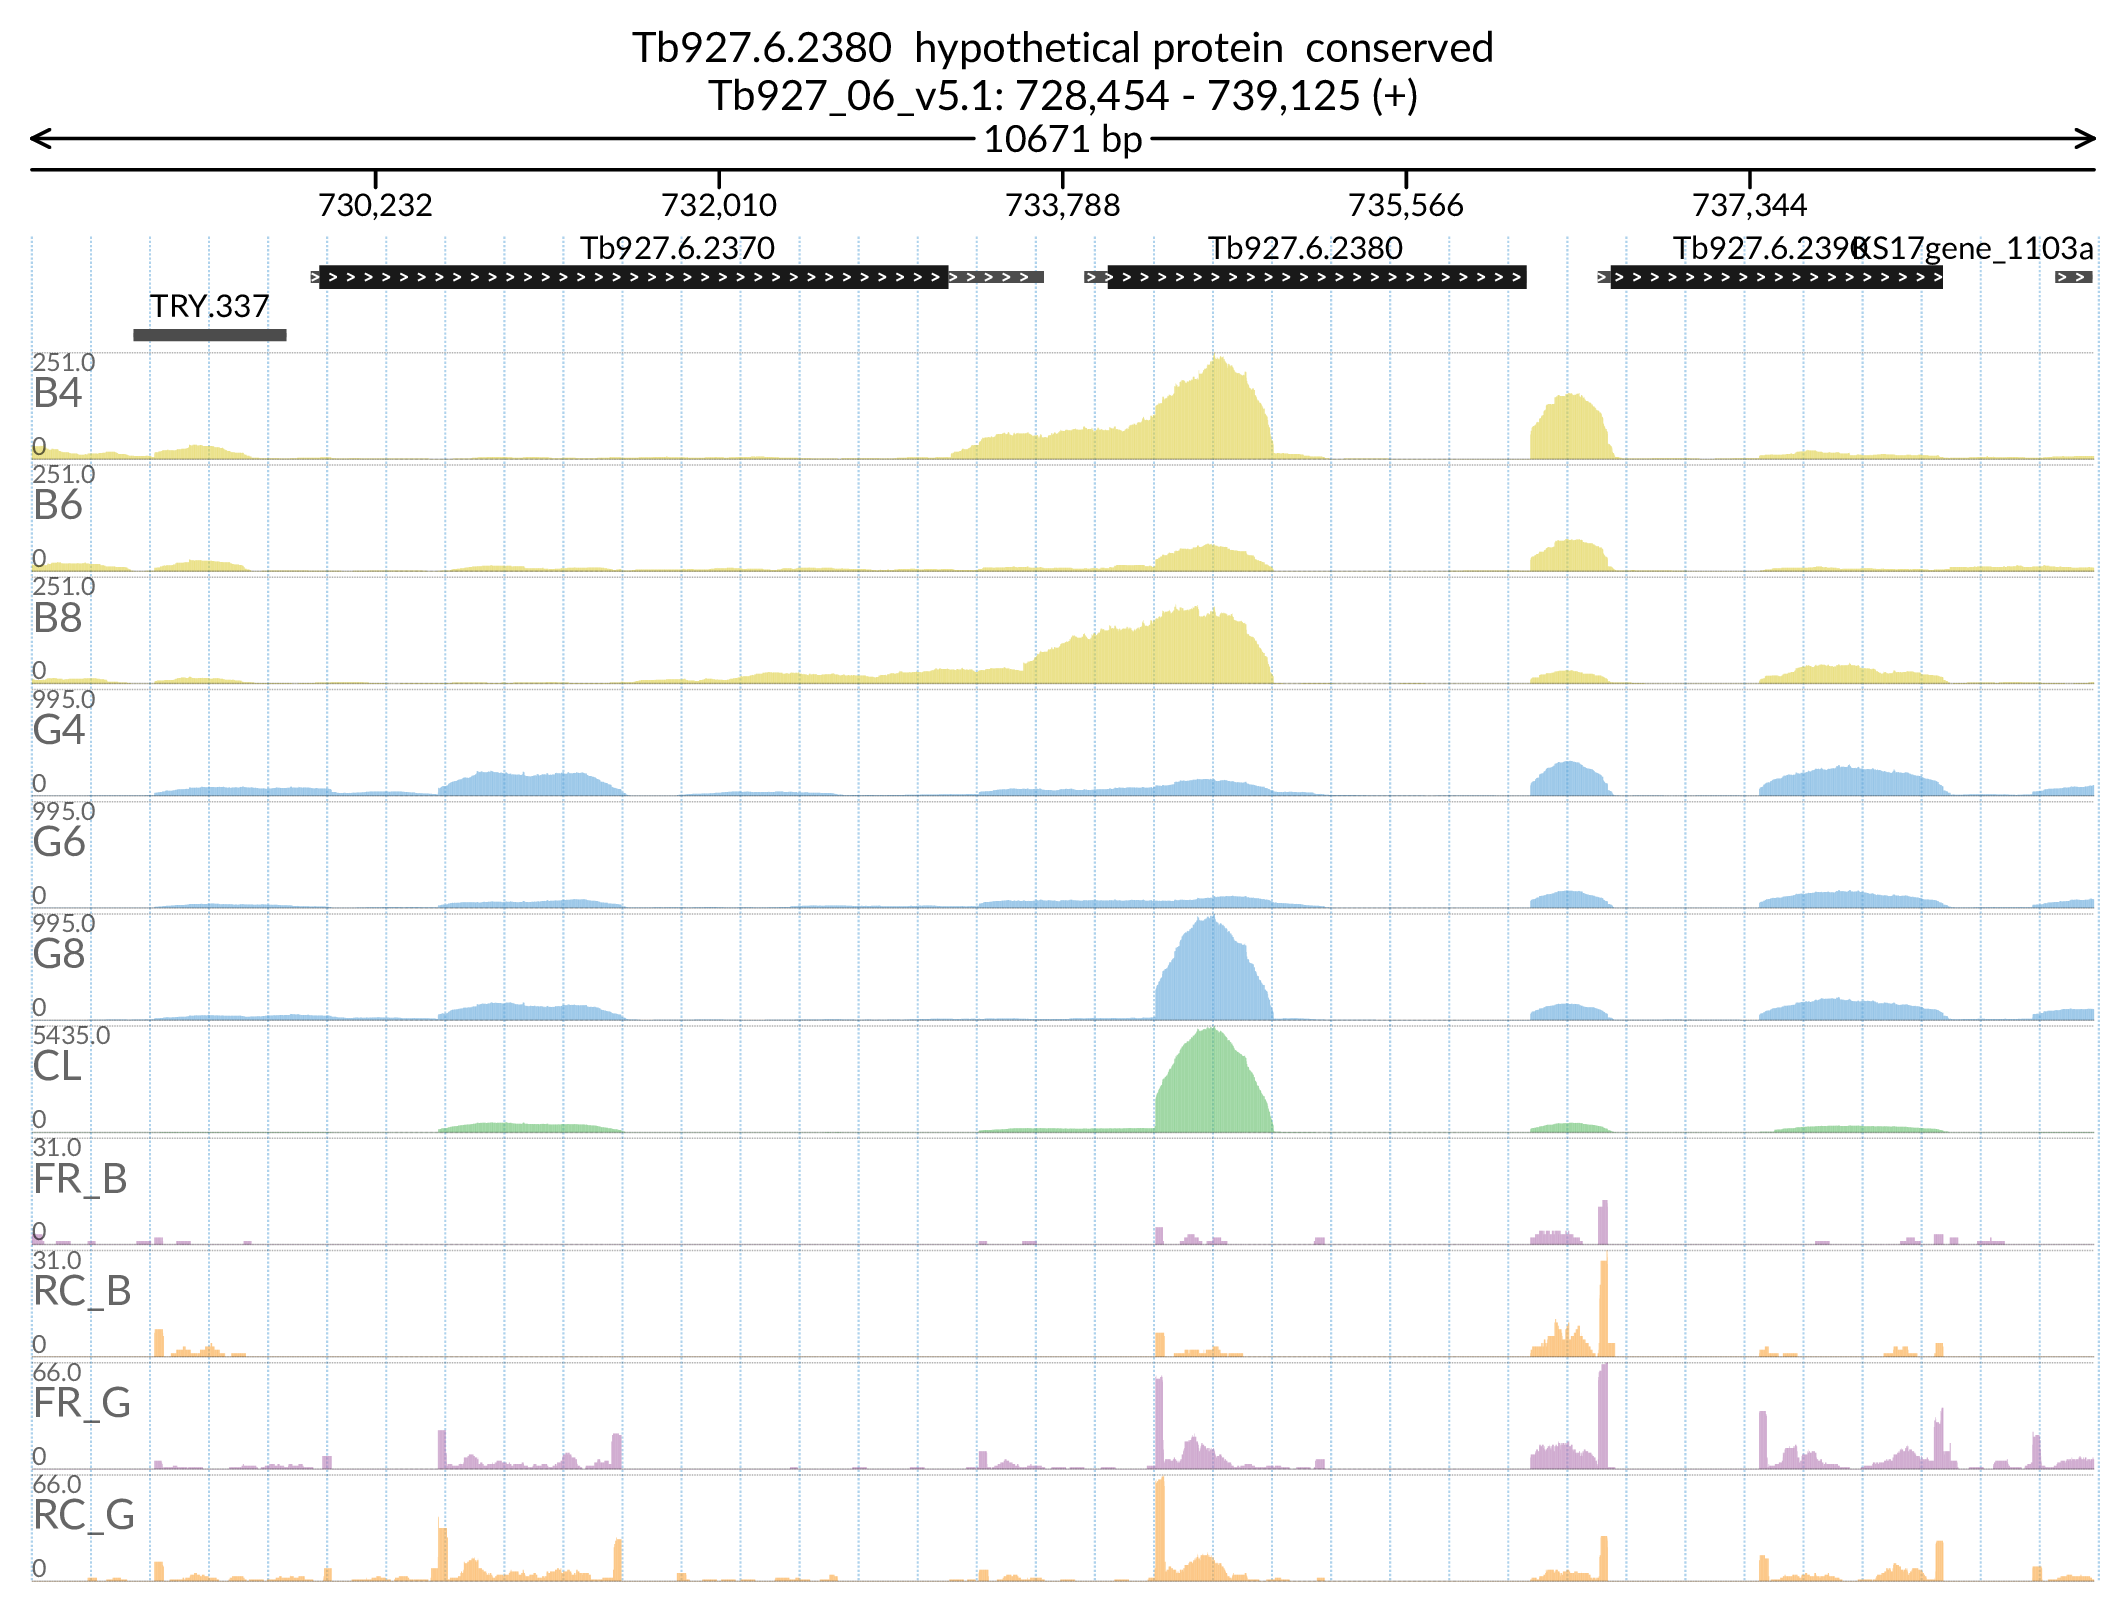 Tb927.6.2380 hypothetical protein conserved
Tb927_06_v5.1: 728,454 - 739,125 (+)
10671 bp
730,232 732,010 733,788 735,566 737,344
Tb927.6.2370 Tb927.6.2380 Tb927.6.2390 KS17gene_1103a
TRY.337
251.0
B4
0
251.0
B6
0
251.0
B8
0
995.0
G4
0
995.0
G6
0
995.0
G8
0
5435.0
CL
0
31.0
FR_B
0
31.0
RC_B
0
66.0
FR_G
0
66.0
RC_G
0